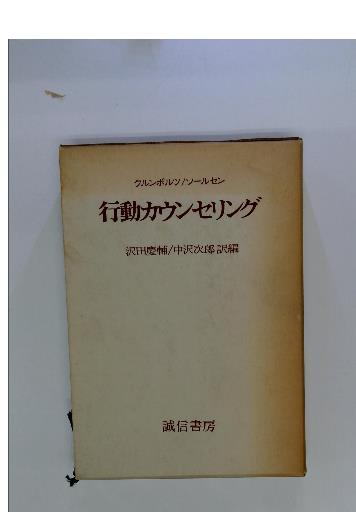 クルンボルツ/ソールセン
行動カウンセリング
沢田慶輔/中沢次郎 訳編
誠信書房